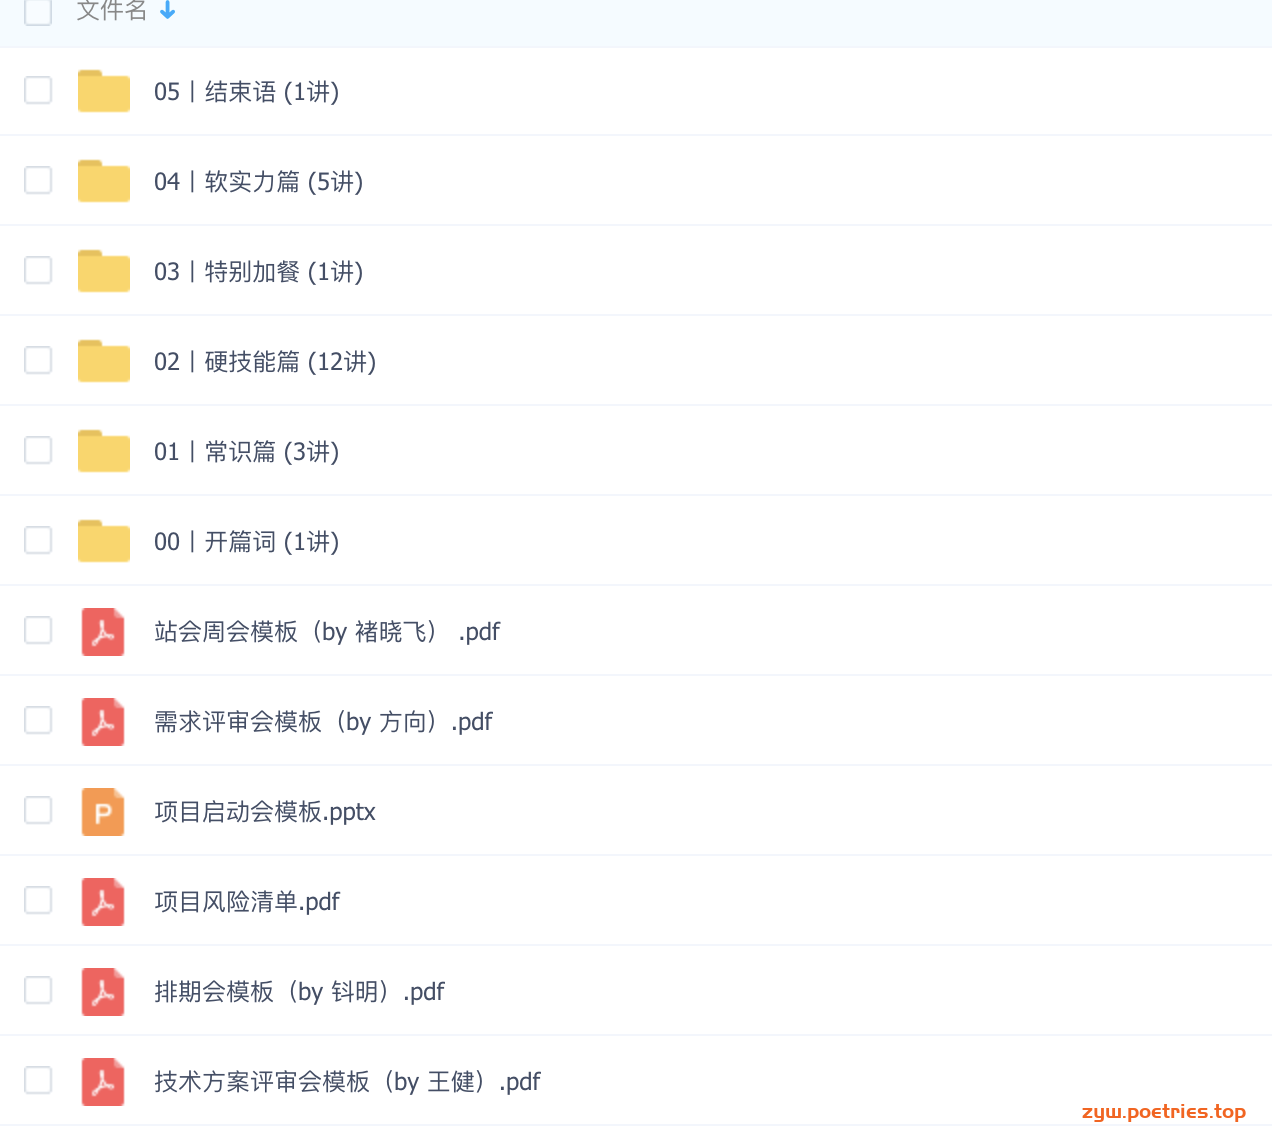 文件名
05丨结束语 (1讲)
04丨软实力篇 (5讲)
03丨特别加餐 (1讲)
02丨硬技能篇 (12讲)
01丨常识篇 (3讲)
00丨开篇词 (1讲)
站会周会模板（by 褚晓飞） .pdf
需求评审会模板（by 方向）.pdf
项目启动会模板.pptx
项目风险清单.pdf
排期会模板（by 钭明）.pdf
技术方案评审会模板（by 王健）.pdf
zyw.poetries.top